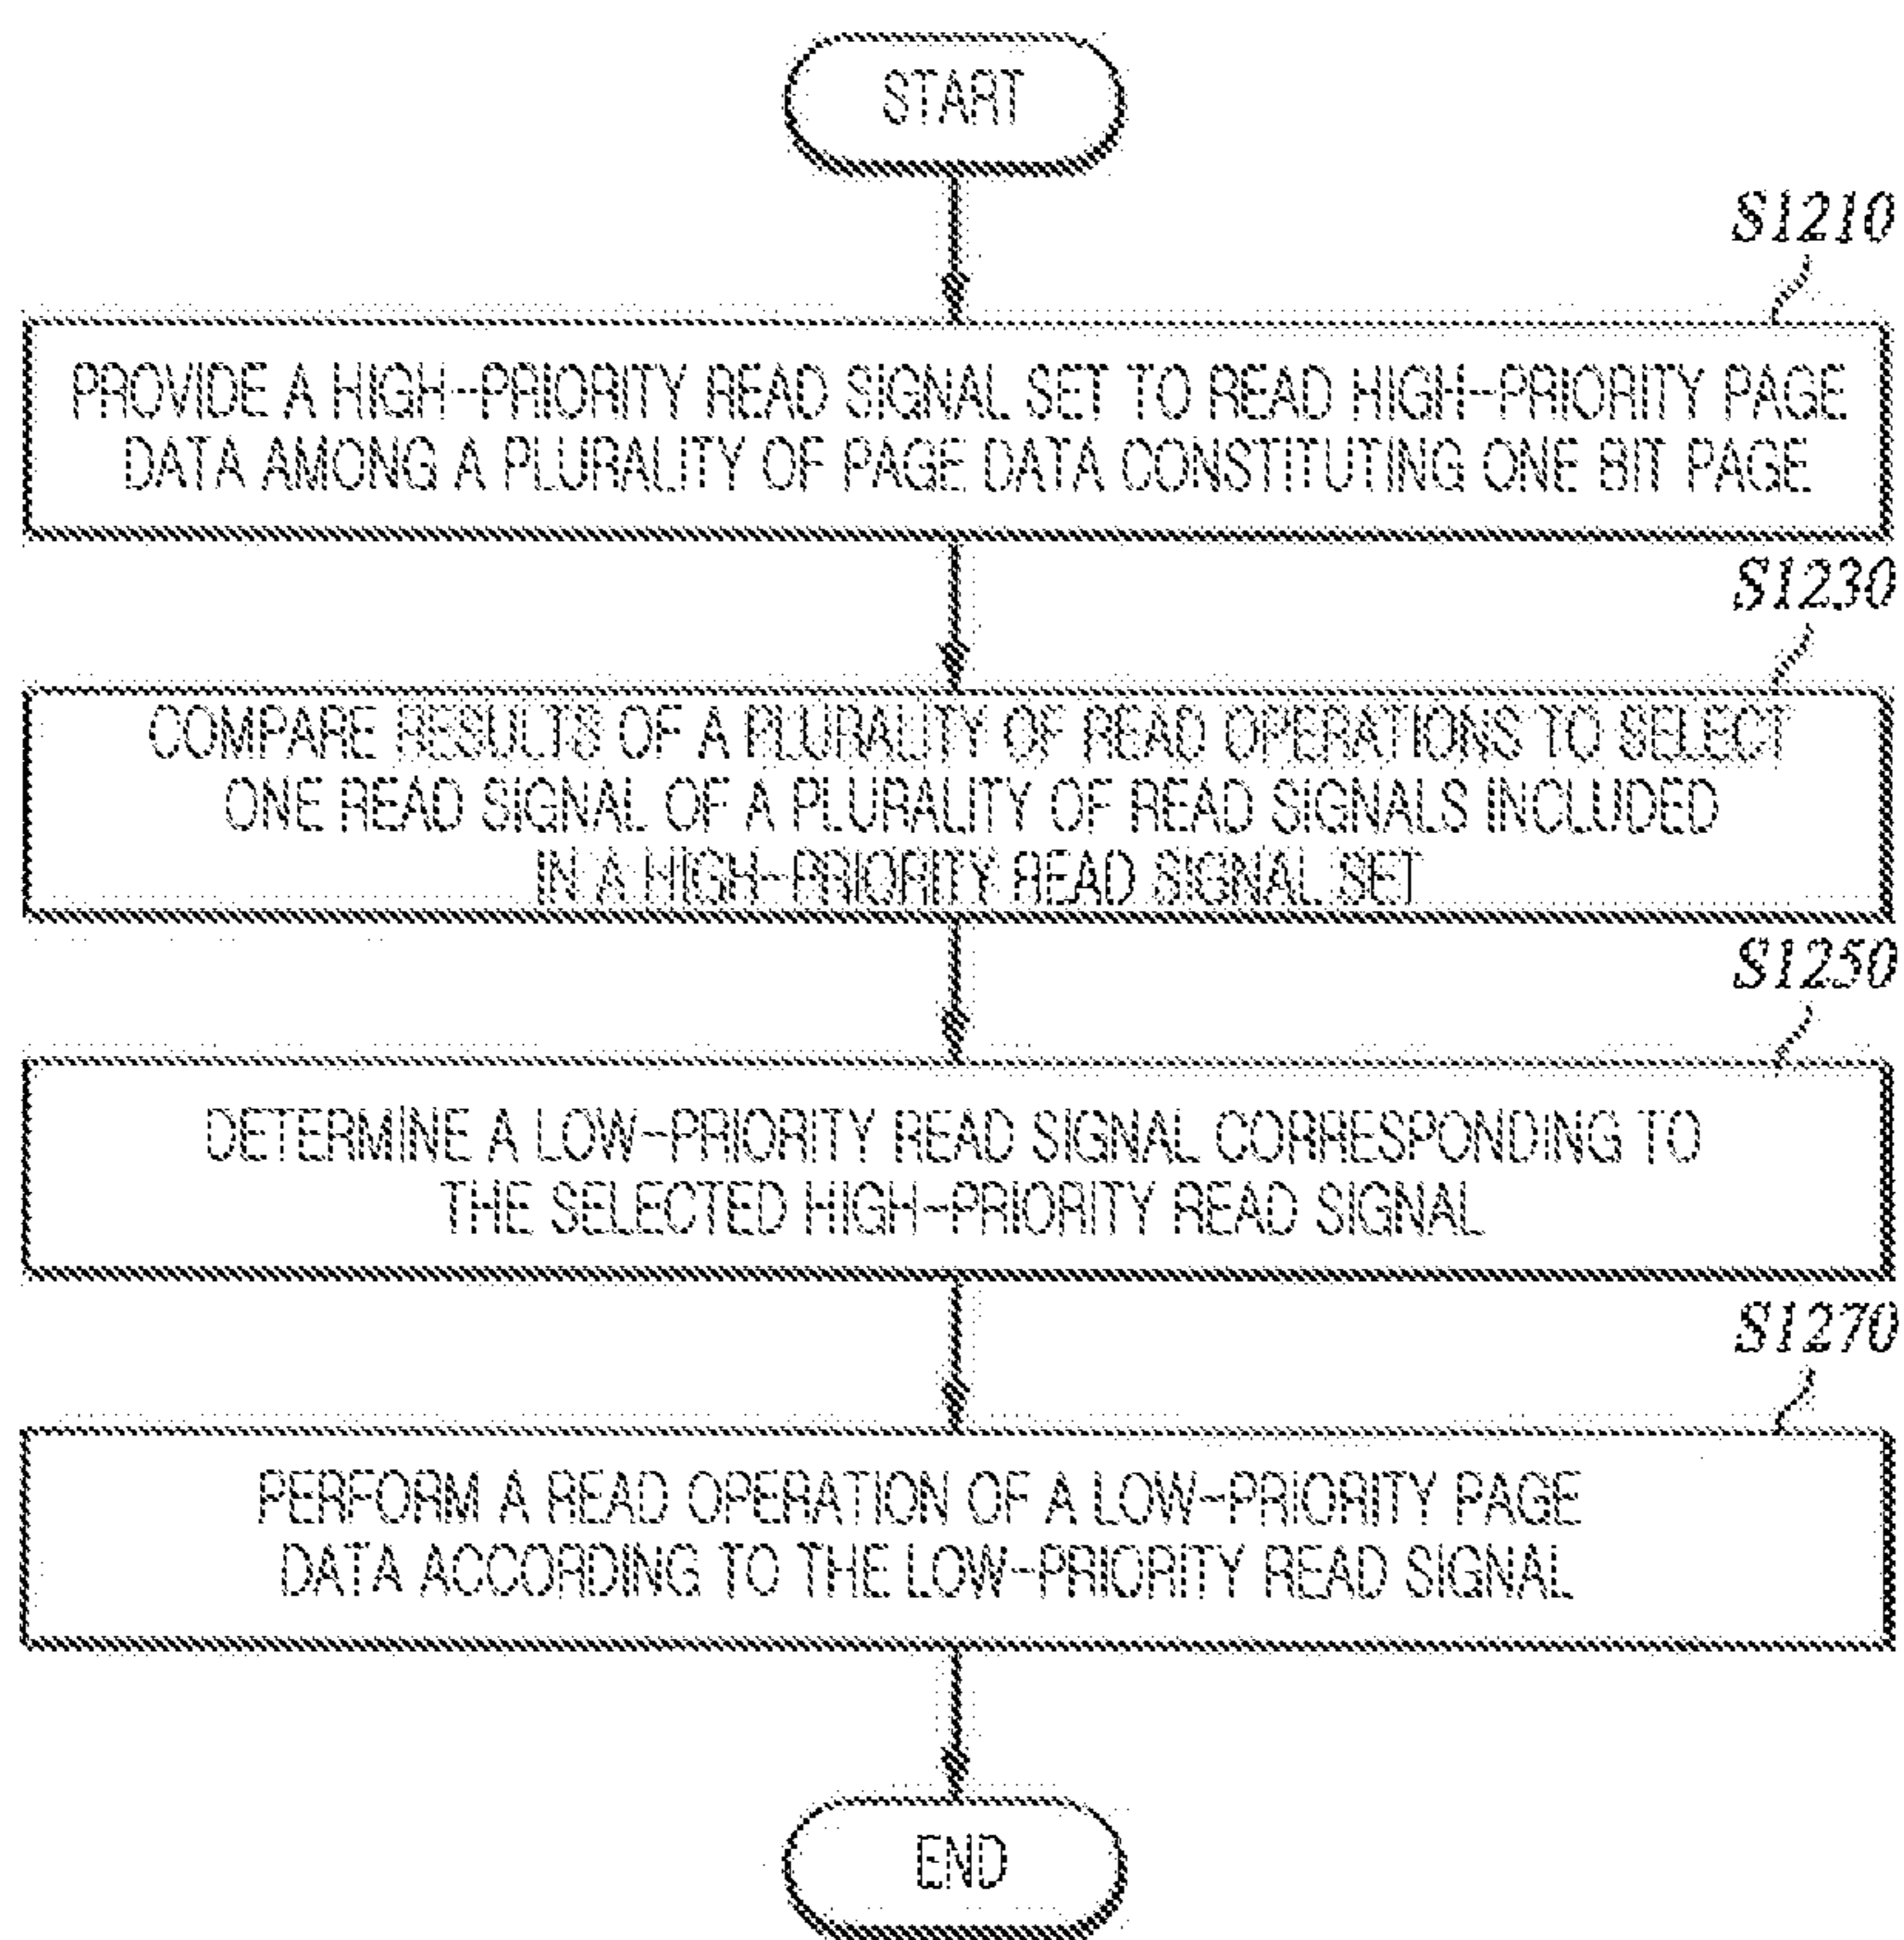 START
S1210
PROVIDE A HIGH-PRIORITY READ SIGNAL SET TO READ HIGH-PRIORITY PAGE
DATA AMONG A PLURALITY OF PAGE DATA CONSTITUTING ONE BIT PAGE
S1230
COMPARE RESULTS OF A PLURALITY OF READ OPERATIONS TO SELECT
ONE READ SIGNAL OF A PLURALITY OF READ SIGNALS INCLUDED
IN A HIGH-PRIORITY READ SIGNAL SET
S1250
DETERMINE A LOW-PRIORITY READ SIGNAL CORRESPONDING TO
THE SELECTED HIGH-PRIORITY READ SIGNAL
S1270
PERFORM A READ OPERATION OF A LOW-PRIORITY PAGE
DATA ACCORDING TO THE LOW-PRIORITY READ SIGNAL
END